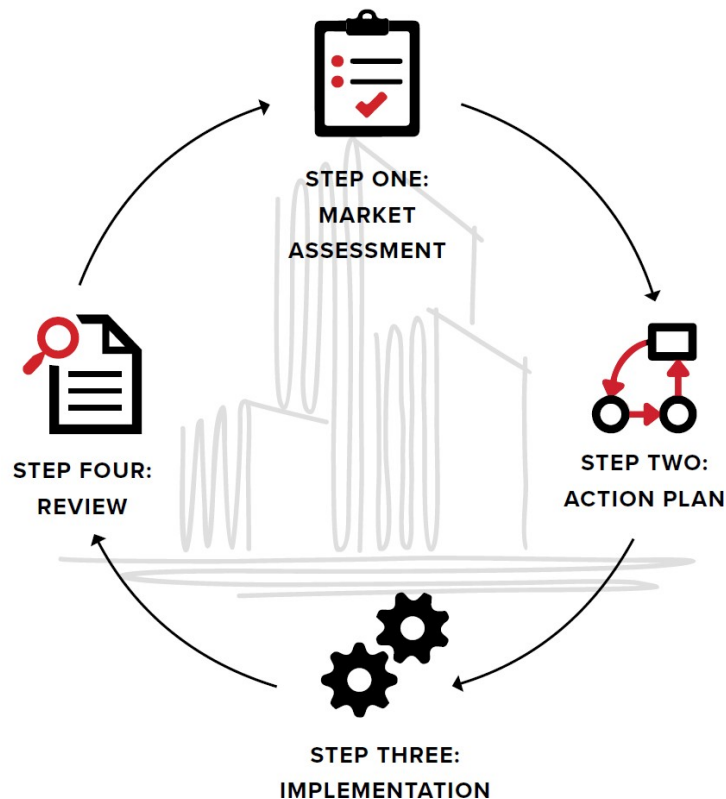 STEP ONE:
MARKET
ASSESSMENT
STEP TWO:
ACTION PLAN
STEP THREE:
IMPLEMENTATION
STEP FOUR:
REVIEW